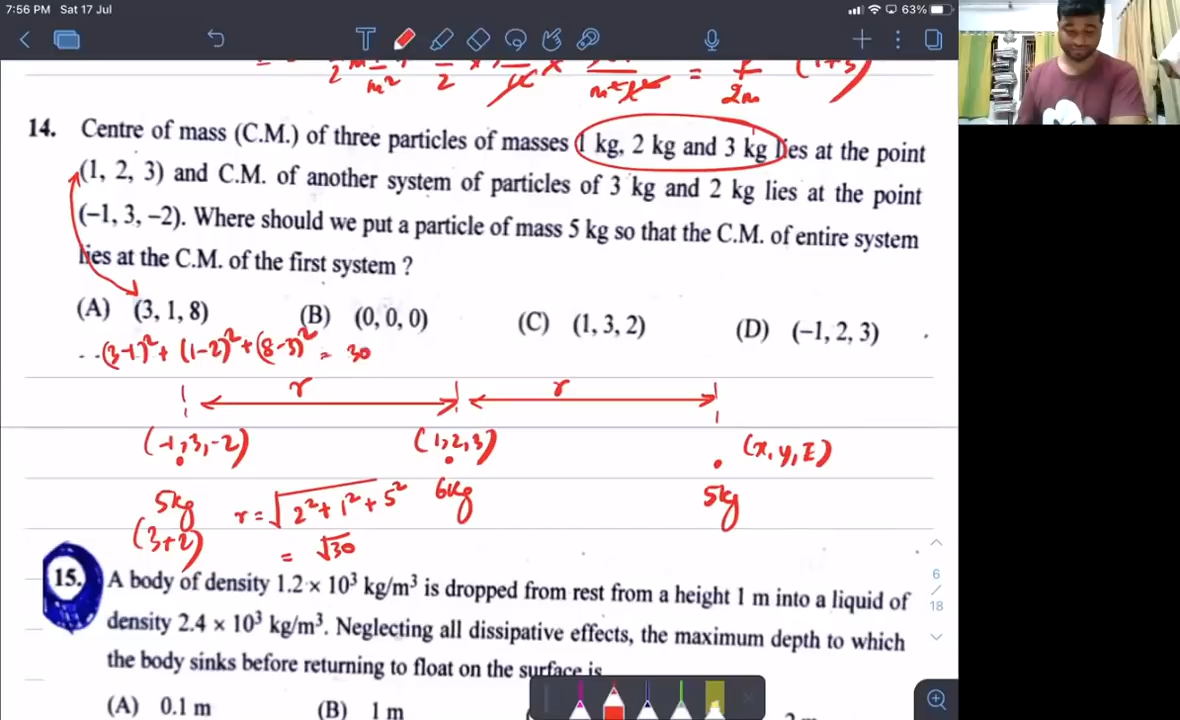 7:56 PM Sat 17 Jul
63%
14. Centre of mass (C.M.) of three particles of masses 1 kg, 2 kg and 3 kg lies at the point
(1, 2, 3) and C.M. of another system of particles of 3 kg and 2 kg lies at the point
(–1, 3, –2). Where should we put a particle of mass 5 kg so that the C.M. of entire system
lies at the C.M. of the first system ?
(A) (3, 1, 8) (B) (0, 0, 0) (C) (1, 3, 2) (D) (–1, 2, 3)
(3-1)² + (1-2)² + (8-3)² = 30
r r
(-1,3,-2) (1,2,3) (x,y,z)
5kg 6kg 5kg
(3+2) r = √2²+1²+5²
= √30
15. A body of density 1.2 × 10³ kg/m³ is dropped from rest from a height 1 m into a liquid of
density 2.4 × 10³ kg/m³. Neglecting all dissipative effects, the maximum depth to which
the body sinks before returning to float on the surface is
(A) 0.1 m (B) 1 m
6
/
18